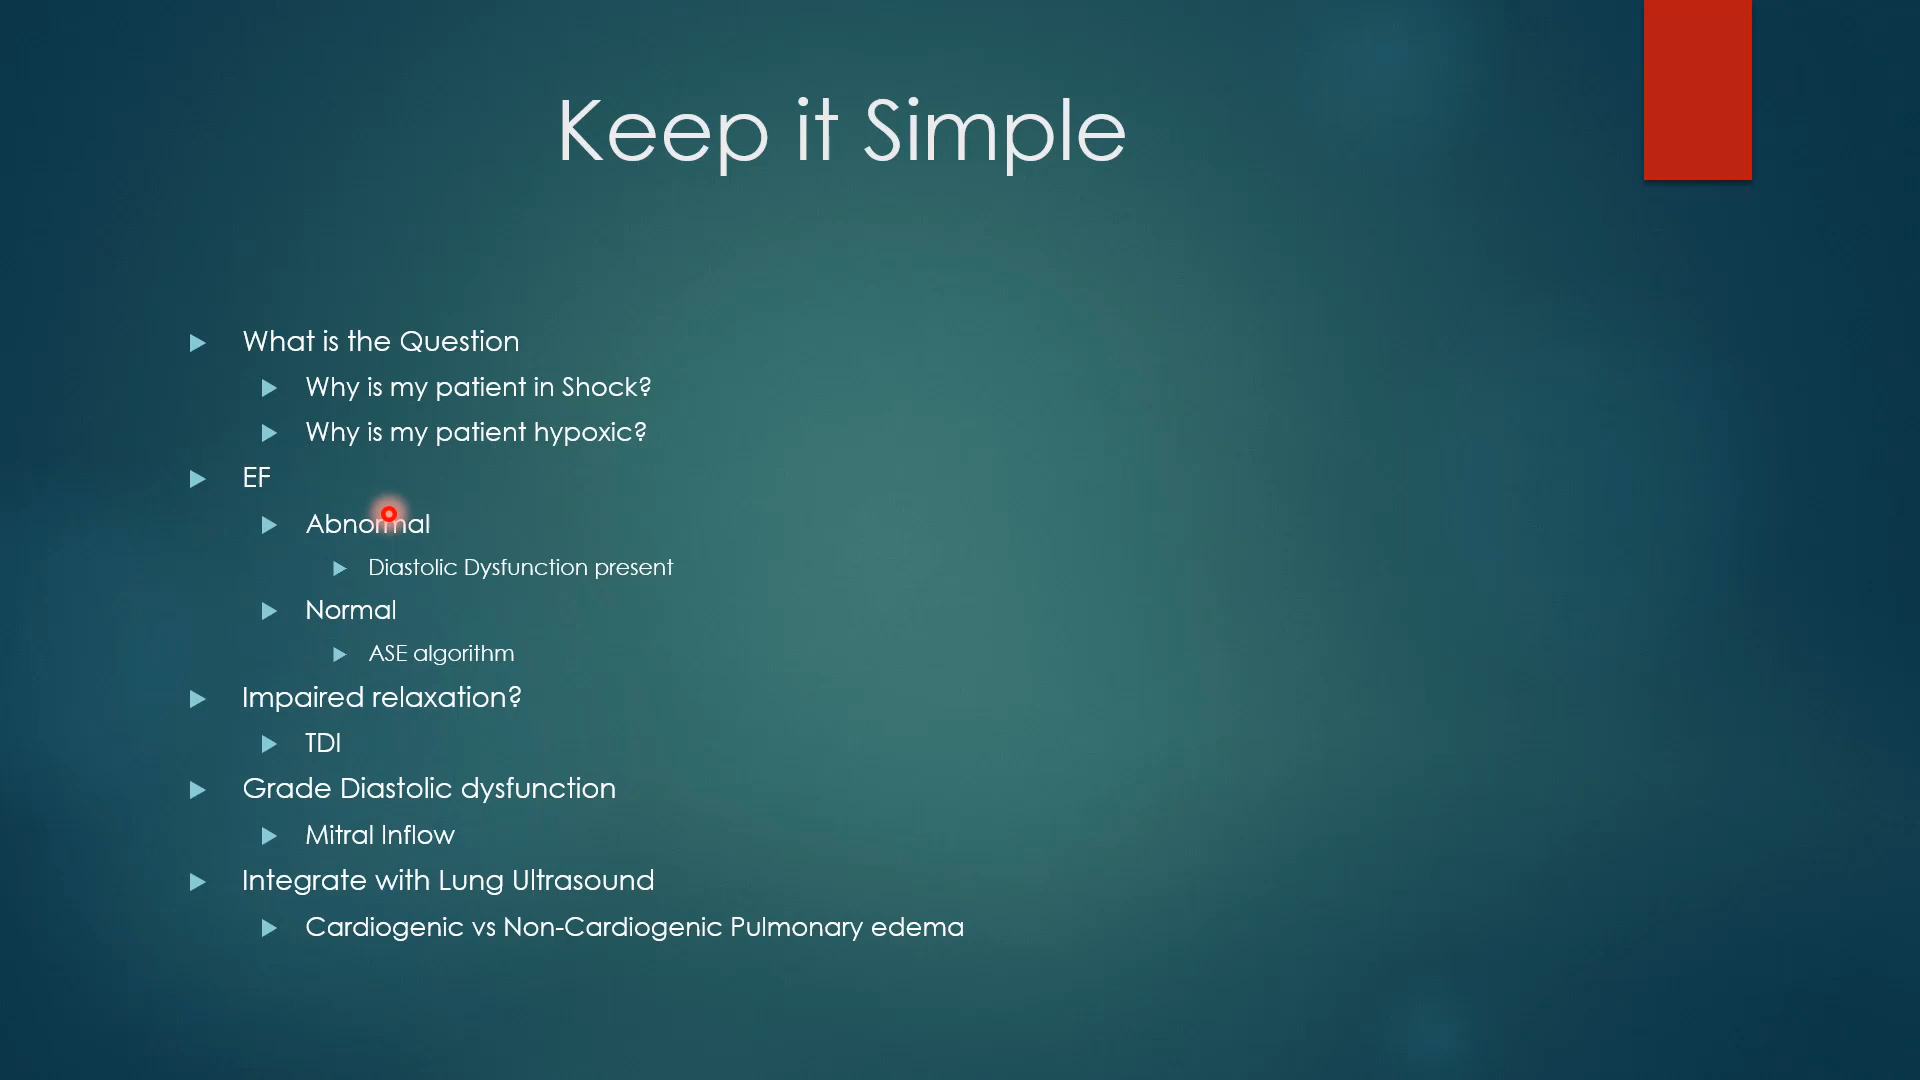 Keep it Simple
What is the Question
Why is my patient in Shock?
Why is my patient hypoxic?
EF
Abnormal
Diastolic Dysfunction present
Normal
ASE algorithm
Impaired relaxation?
TDI
Grade Diastolic dysfunction
Mitral Inflow
Integrate with Lung Ultrasound
Cardiogenic vs Non-Cardiogenic Pulmonary edema